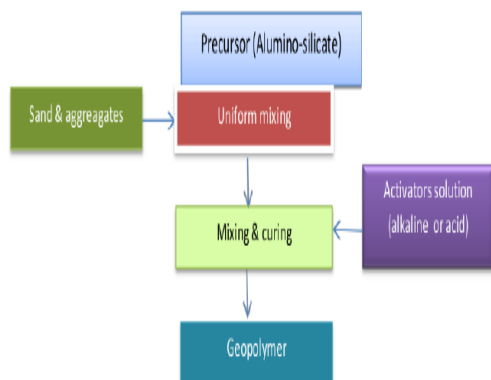 Precursor (Alumino-silicate)
Sand & aggreagates
Uniform mixing
Activators solution
(alkaline or acid)
Mixing & curing
Geopolymer